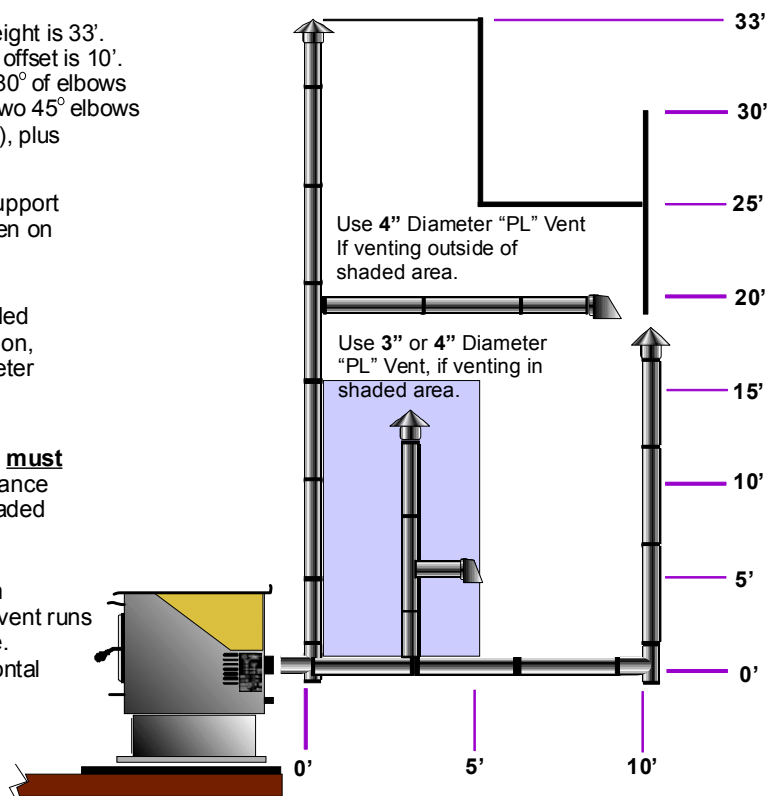 eight is 33’.
offset is 10’.
30° of elbows
wo 45° elbows
), plus
upport
en on
led
on,
eter
must
ance
aded
n
vent runs
e.
ontal
Use 4” Diameter “PL” Vent
If venting outside of
shaded area.
Use 3” or 4” Diameter
“PL” Vent, if venting in
shaded area.
33’
30’
25’
20’
15’
10’
5’
0’
0’
5’
10’